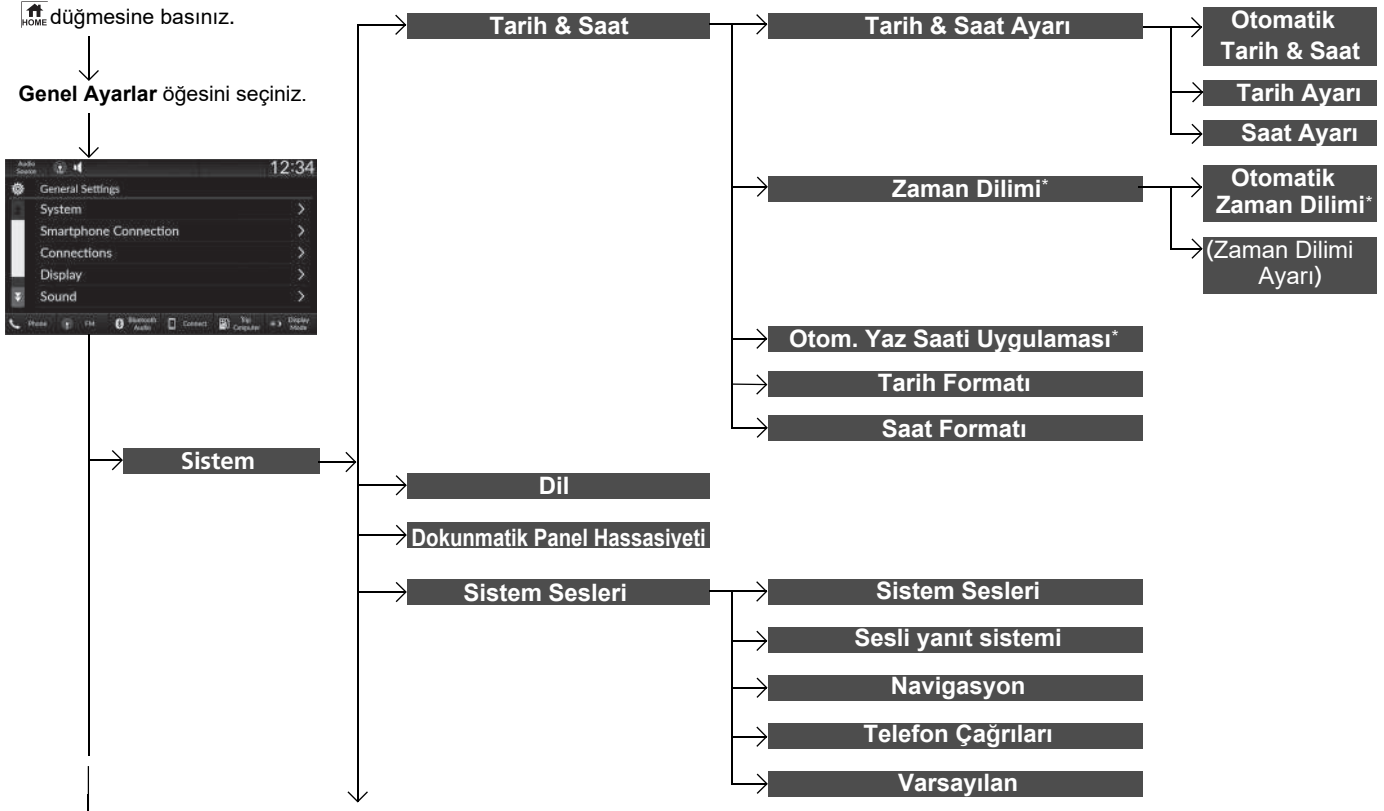 HOME düğmesine basınız.
Genel Ayarlar öğesini seçiniz.
Audio
Source
12:34
General Settings
System
Smartphone Connection
Connections
Display
Sound
Phone
FM
Bluetooth
Audio
Connect
Trip
Computer
Display
Mode
Sistem
Tarih & Saat
Tarih & Saat Ayarı
Otomatik
Tarih & Saat
Tarih Ayarı
Saat Ayarı
Zaman Dilimi*
Otomatik
Zaman Dilimi*
(Zaman Dilimi
Ayarı)
Otom. Yaz Saati Uygulaması*
Tarih Formatı
Saat Formatı
Dil
Dokunmatik Panel Hassasiyeti
Sistem Sesleri
Sistem Sesleri
Sesli yanıt sistemi
Navigasyon
Telefon Çağrıları
Varsayılan